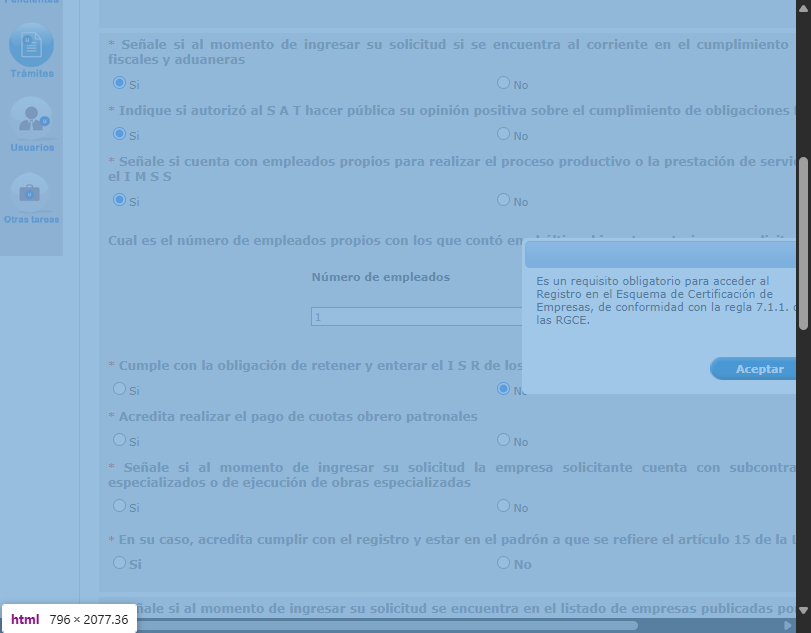 Pendientes
* Señale si al momento de ingresar su solicitud si se encuentra al corriente en el cumplimiento
fiscales y aduaneras
Si
No
Trámites
* Indique si autorizó al S A T hacer pública su opinión positiva sobre el cumplimiento de obligaciones
Si
No
Usuarios
* Señale si cuenta con empleados propios para realizar el proceso productivo o la prestación de servic
el I M S S
Si
No
Otras tareas
Cual es el número de empleados propios con los que contó en
Número de empleados
1
Es un requisito obligatorio para acceder al
Registro en el Esquema de Certificación de
Empresas, de conformidad con la regla 7.1.1. d
las RGCE.
Aceptar
* Cumple con la obligación de retener y enterar el I S R de los
Si
No
* Acredita realizar el pago de cuotas obrero patronales
Si
No
* Señale si al momento de ingresar su solicitud la empresa solicitante cuenta con subcontra
especializados o de ejecución de obras especializadas
Si
No
* En su caso, acredita cumplir con el registro y estar en el padrón a que se refiere el artículo 15 de la L
Si
No
ñale si al momento de ingresar su solicitud se encuentra en el listado de empresas publicadas por
html 796 × 2077.36